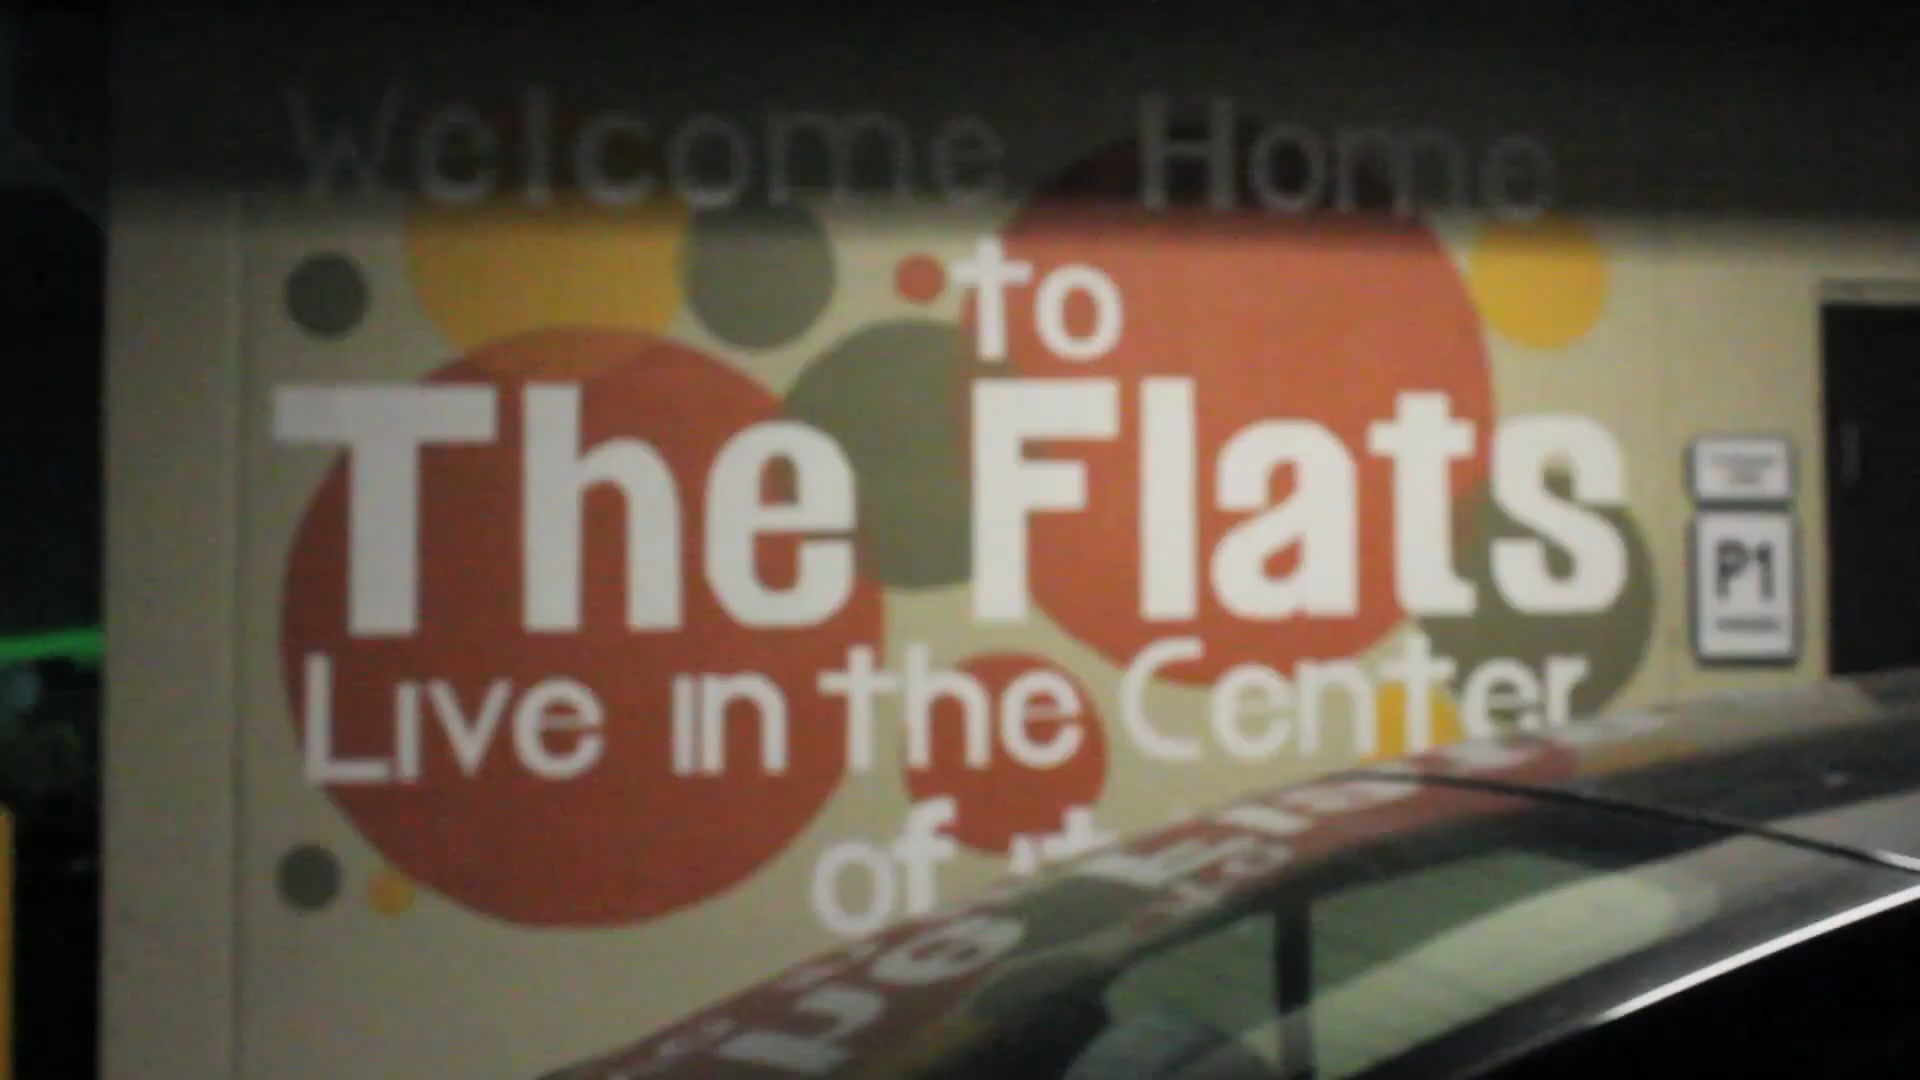 Welcome Home
to
The Flats
Live in the Center
of
P1